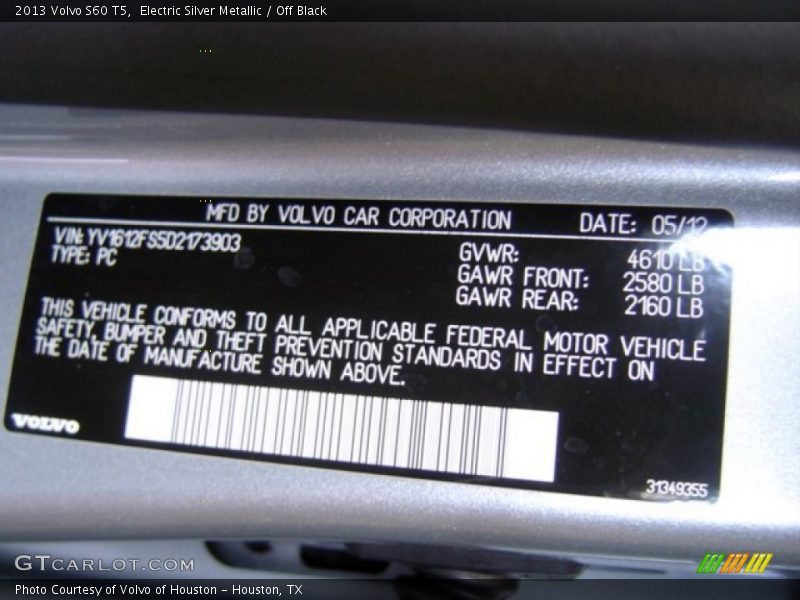 2013 Volvo S60 T5, Electric Silver Metallic / Off Black
MFD BY VOLVO CAR CORPORATION DATE: 05/12
VIN: YV1612FS5D2173903
TYPE: PC
GVWR: 4610 LB
GAWR FRONT: 2580 LB
GAWR REAR: 2160 LB
THIS VEHICLE CONFORMS TO ALL APPLICABLE FEDERAL MOTOR VEHICLE
SAFETY, BUMPER AND THEFT PREVENTION STANDARDS IN EFFECT ON
THE DATE OF MANUFACTURE SHOWN ABOVE.
VOLVO
31349355
GTCARLOT.COM
Photo Courtesy of Volvo of Houston - Houston, TX